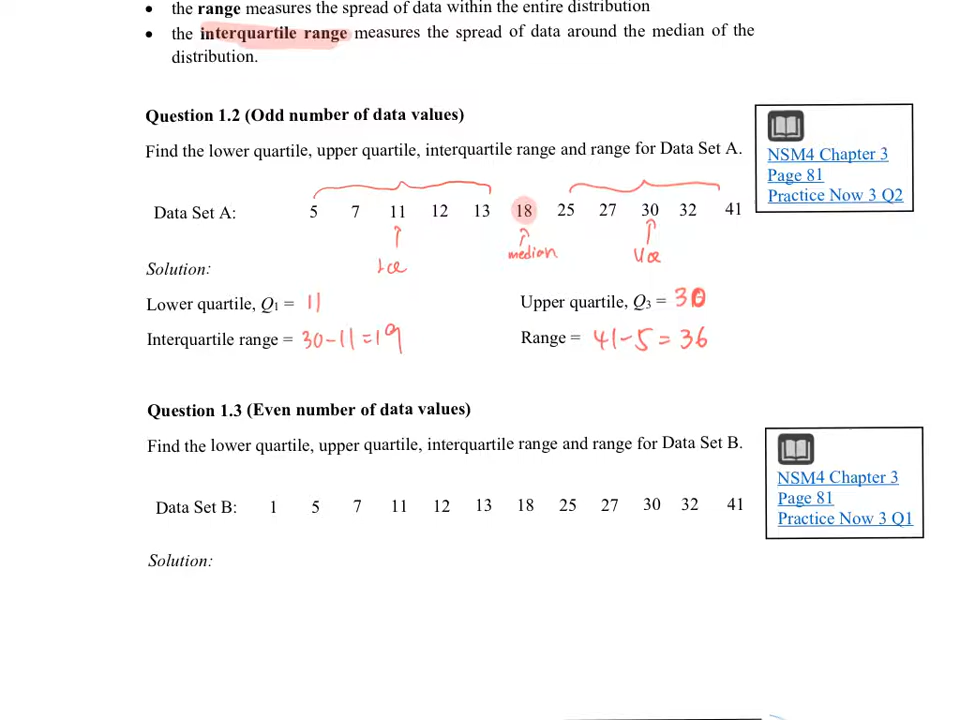 • the range measures the spread of data within the entire distribution
• the interquartile range measures the spread of data around the median of the
distribution.
Question 1.2 (Odd number of data values)
Find the lower quartile, upper quartile, interquartile range and range for Data Set A.
NSM4 Chapter 3
Page 81
Practice Now 3 Q2
Data Set A: 5 7 11 12 13 18 25 27 30 32 41
median
Solution:
Lower quartile, Q1 = 11
Upper quartile, Q3 = 30
Interquartile range = 30-11=19
Range = 41-5=36
Question 1.3 (Even number of data values)
Find the lower quartile, upper quartile, interquartile range and range for Data Set B.
NSM4 Chapter 3
Page 81
Practice Now 3 Q1
Data Set B: 1 5 7 11 12 13 18 25 27 30 32 41
Solution: